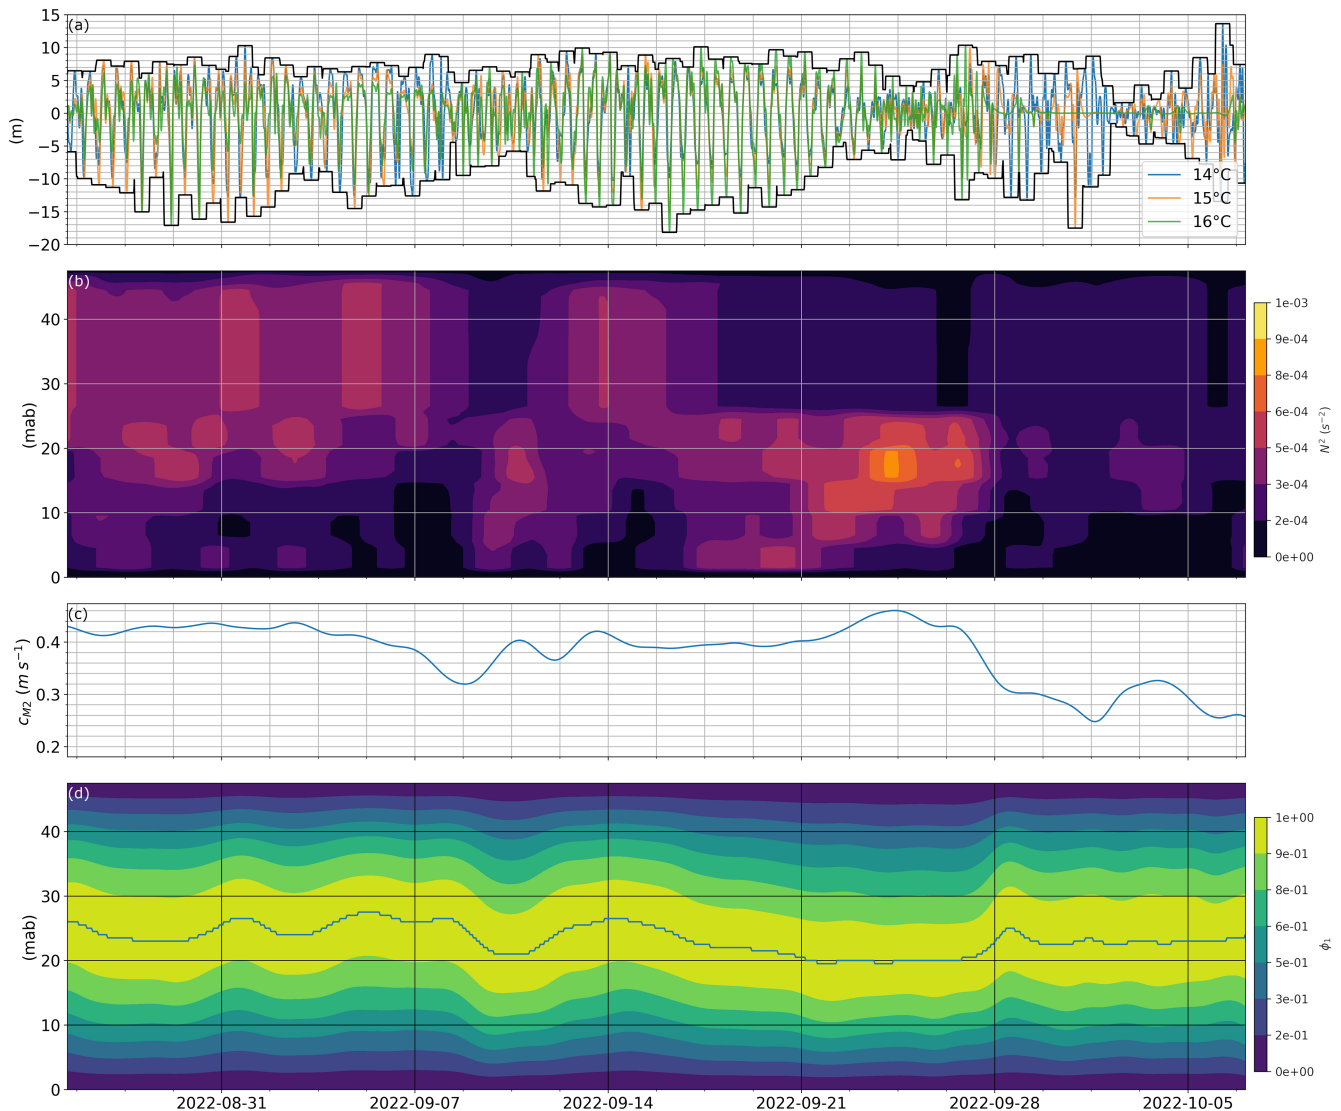 (a)
15
10
5
0
−5
−10
−15
−20
(m)
14°C
15°C
16°C
(b)
40
30
20
10
0
(mab)
1e-03
9e-04
8e-04
6e-04
5e-04
3e-04
2e-04
0e+00
N² (s⁻²)
(c)
0.4
0.3
0.2
c_M2 (m s⁻¹)
(d)
40
30
20
10
0
(mab)
1e+00
9e-01
8e-01
6e-01
5e-01
3e-01
2e-01
0e+00
ϕ₁
2022-08-31 2022-09-07 2022-09-14 2022-09-21 2022-09-28 2022-10-05